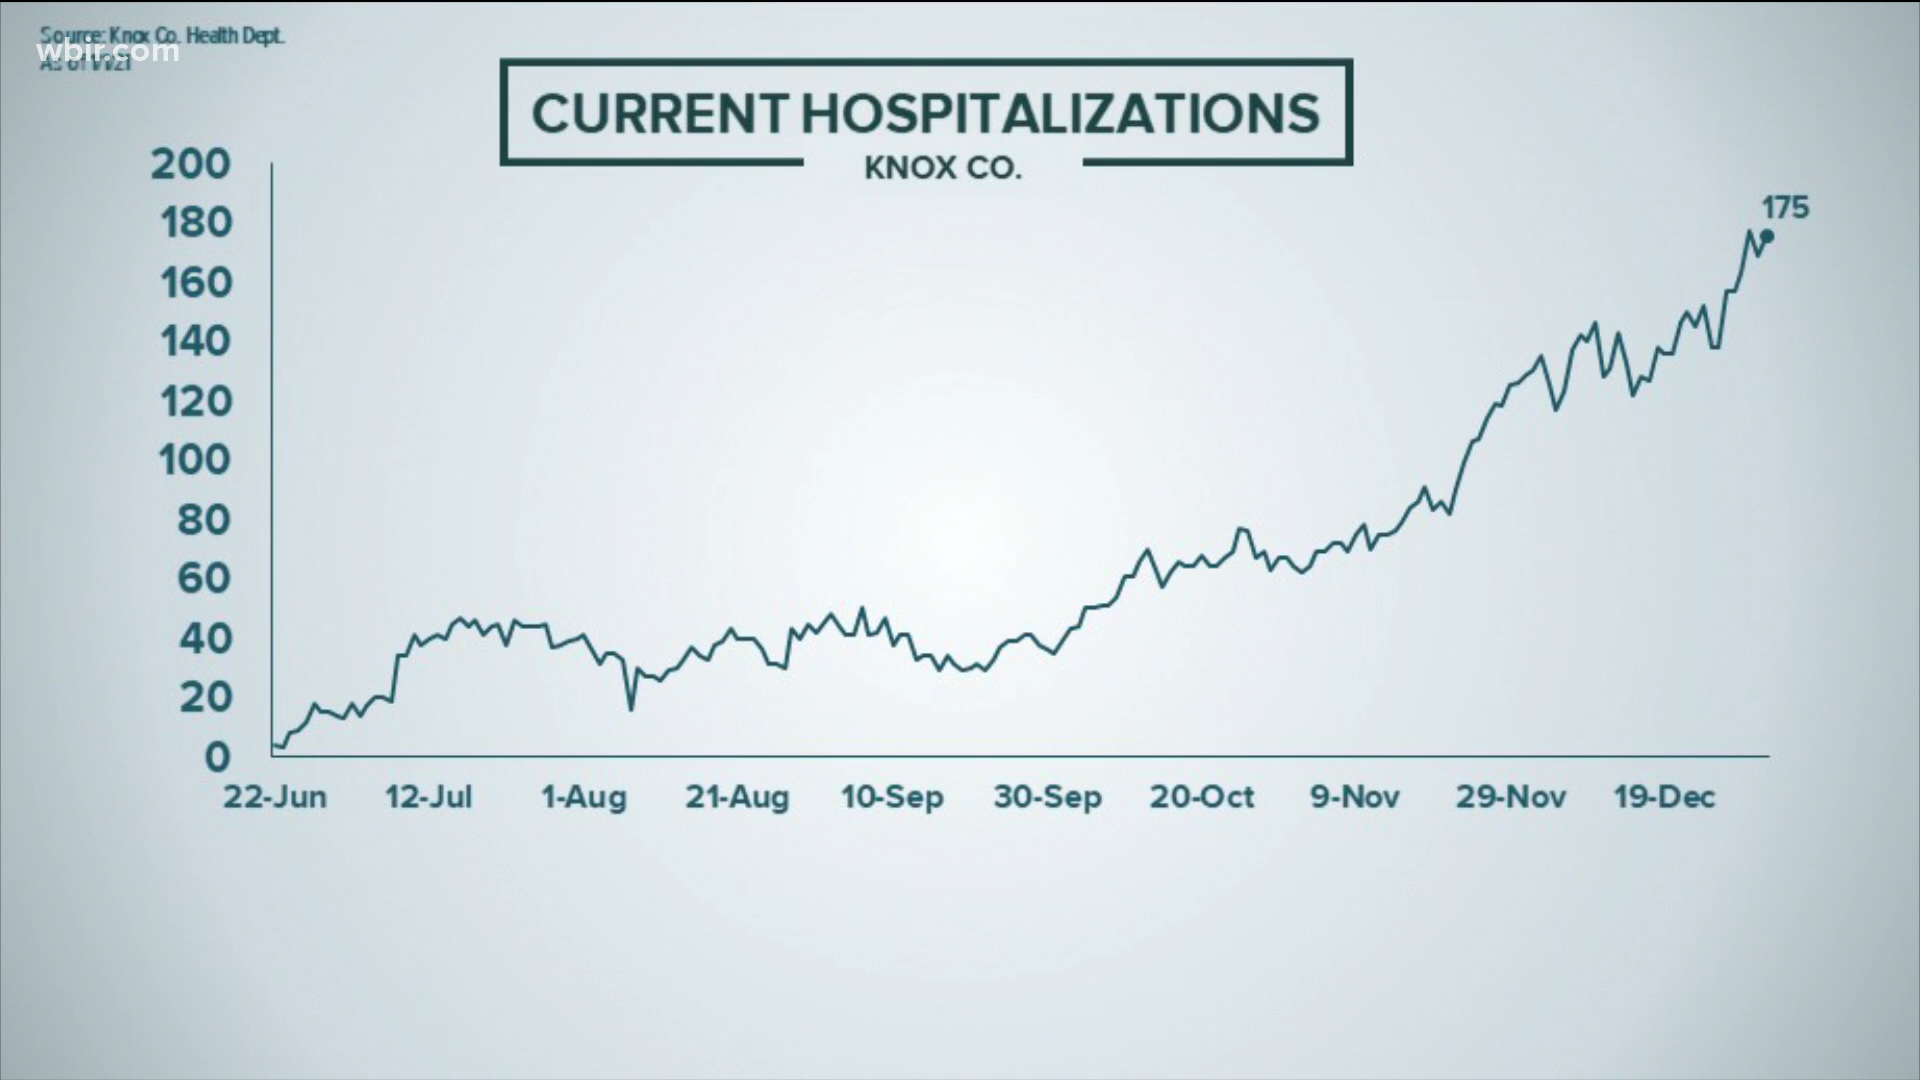 Source: Knox Co. Health Dept.
wbir.com
As of
CURRENT HOSPITALIZATIONS
KNOX CO.
200
180
160
140
120
100
80
60
40
20
0
175
22-Jun 12-Jul 1-Aug 21-Aug 10-Sep 30-Sep 20-Oct 9-Nov 29-Nov 19-Dec